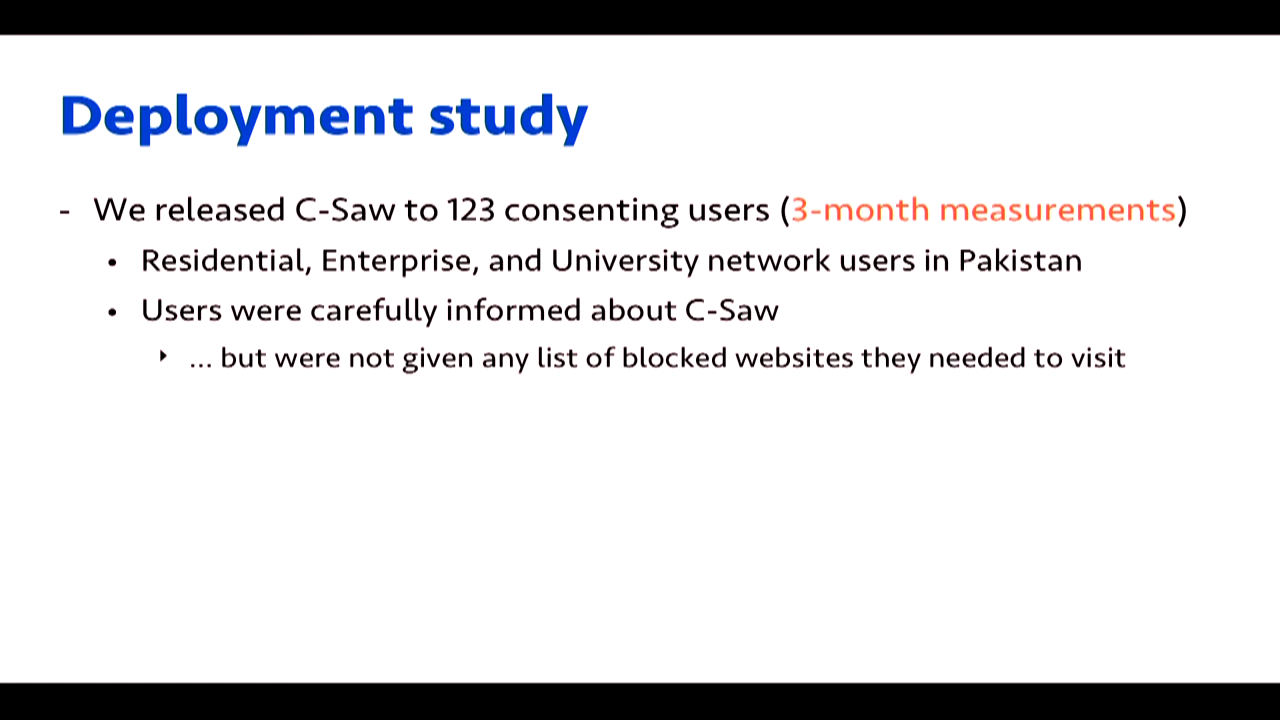 Deployment study
- We released C-Saw to 123 consenting users (3-month measurements)
• Residential, Enterprise, and University network users in Pakistan
• Users were carefully informed about C-Saw
‣ ... but were not given any list of blocked websites they needed to visit